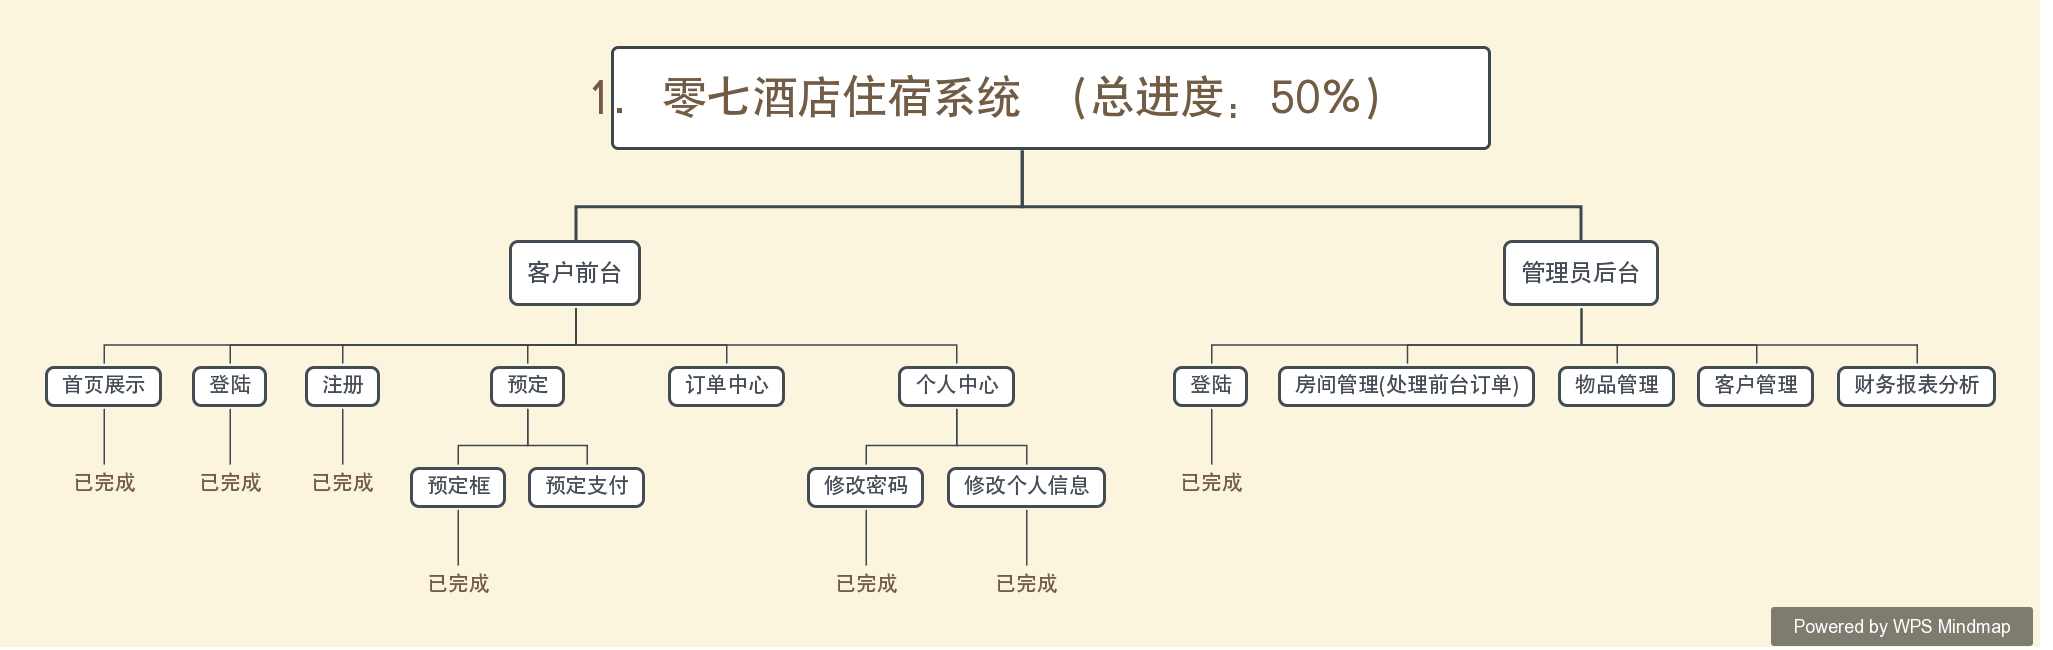 1. 零七酒店住宿系统 (总进度: 50%)
客户前台
管理员后台
首页展示
登陆
注册
预定
订单中心
个人中心
登陆
房间管理(处理前台订单)
物品管理
客户管理
财务报表分析
已完成
已完成
已完成
预定框
预定支付
修改密码
修改个人信息
已完成
已完成
已完成
已完成
Powered by WPS Mindmap